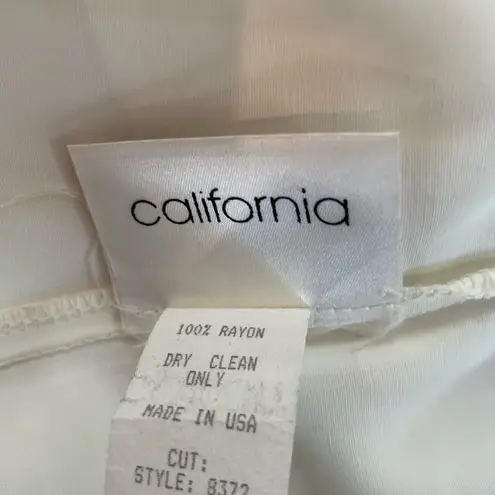 california
100% RAYON
DRY CLEAN
ONLY
MADE IN USA
CUT:
STYLE: 8372